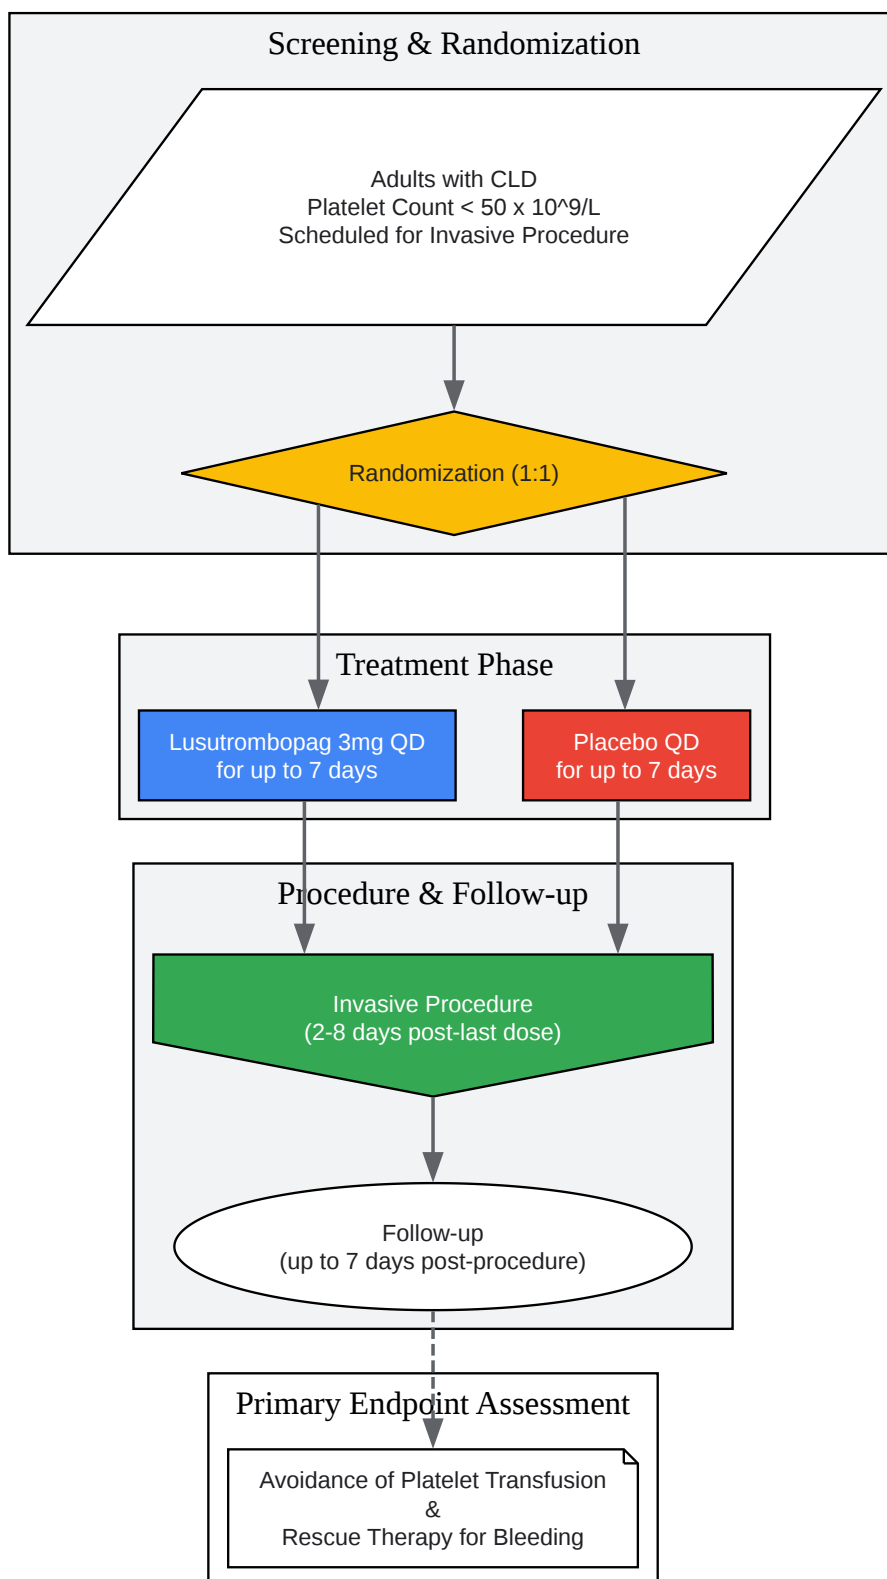 Screening & Randomization
Adults with CLD
Platelet Count < 50 x 10^9/L
Scheduled for Invasive Procedure
Randomization (1:1)
Treatment Phase
Lusutrombopag 3mg QD
for up to 7 days
Placebo QD
for up to 7 days
Procedure & Follow-up
Invasive Procedure
(2-8 days post-last dose)
Follow-up
(up to 7 days post-procedure)
Primary Endpoint Assessment
Avoidance of Platelet Transfusion
&
Rescue Therapy for Bleeding